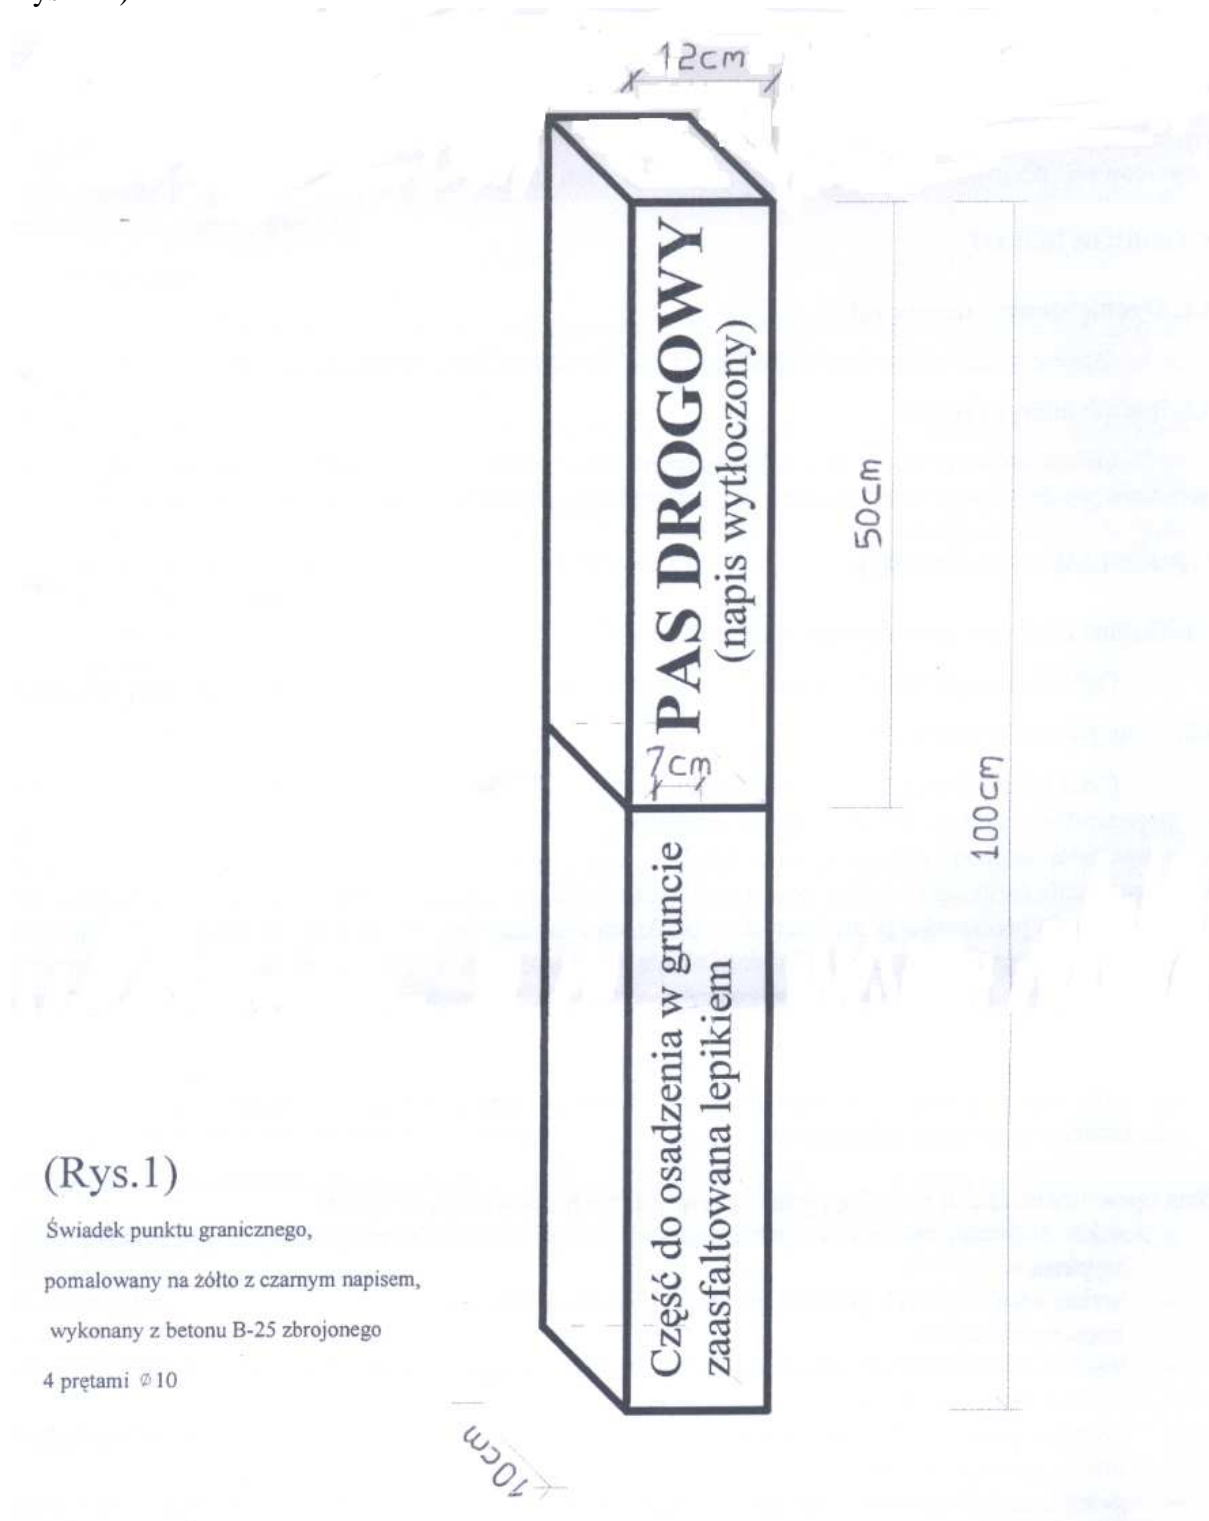 12cm
PAS DROGOWY
(napis wytłoczony)
50cm
7cm
100cm
Część do osadzenia w gruncie
zaasfaltowana lepikiem
(Rys.1)
Świadek punktu granicznego,
pomalowany na żółto z czarnym napisem,
wykonany z betonu B-25 zbrojonego
4 prętami ⌀10
10cm